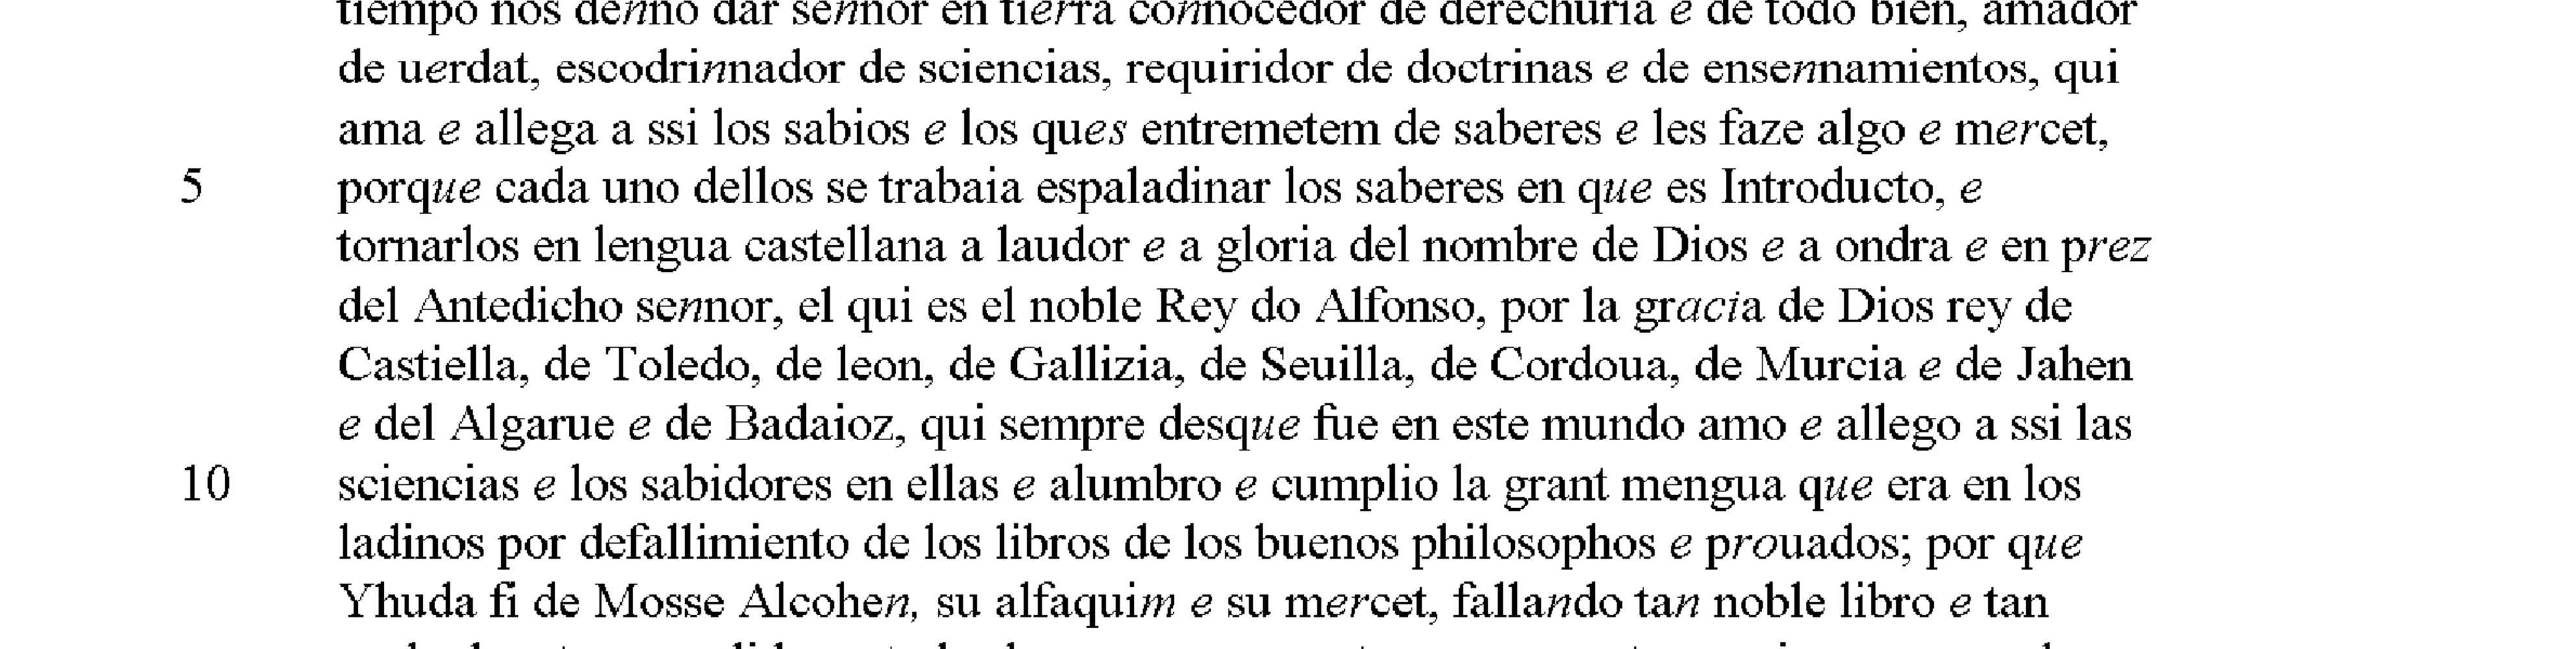 tiempo nos denno dar sennor en tierra connocedor de derechuria e de todo bien, amador
de uerdat, escodrinnador de sciencias, requiridor de doctrinas e de ensennamientos, qui
ama e allega a ssi los sabios e los ques entremetem de saberes e les faze algo e mercet,
5 porque cada uno dellos se trabaia espaladinar los saberes en que es Introducto, e
tornarlos en lengua castellana a laudor e a gloria del nombre de Dios e a ondra e en prez
del Antedicho sennor, el qui es el noble Rey do Alfonso, por la gracia de Dios rey de
Castiella, de Toledo, de leon, de Gallizia, de Seuilla, de Cordoua, de Murcia e de Jahen
e del Algarue e de Badaioz, qui sempre desque fue en este mundo amo e allego a ssi las
10 sciencias e los sabidores en ellas e alumbro e cumplio la grant mengua que era en los
ladinos por defallimiento de los libros de los buenos philosophos e prouados; por que
Yhuda fi de Mosse Alcohen, su alfaquim e su mercet, fallando tan noble libro e tan